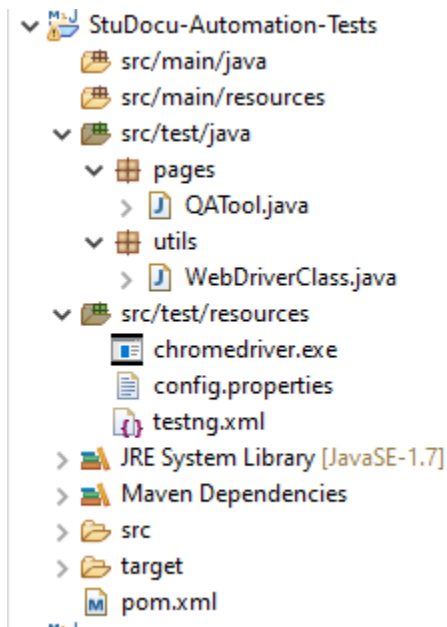 StuDocu-Automation-Tests
src/main/java
src/main/resources
src/test/java
pages
QATool.java
utils
WebDriverClass.java
src/test/resources
chromedriver.exe
config.properties
testng.xml
JRE System Library [JavaSE-1.7]
Maven Dependencies
src
target
pom.xml